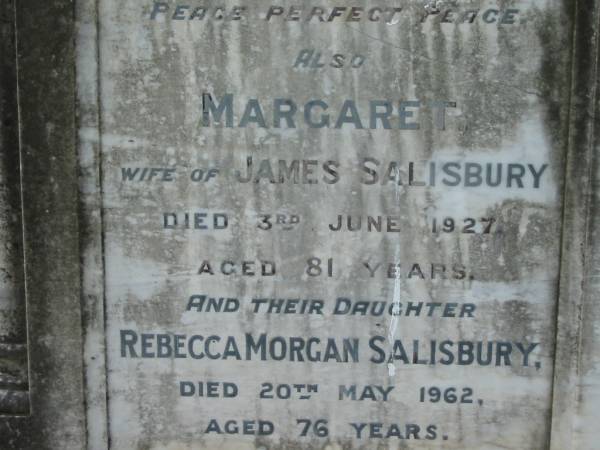 PEACE PERFECT PEACE.
ALSO
MARGARET
WIFE OF JAMES SALISBURY
DIED 3RD JUNE 1927,
AGED 81 YEARS.
AND THEIR DAUGHTER
REBECCA MORGAN SALISBURY,
DIED 20TH MAY 1962,
AGED 76 YEARS.